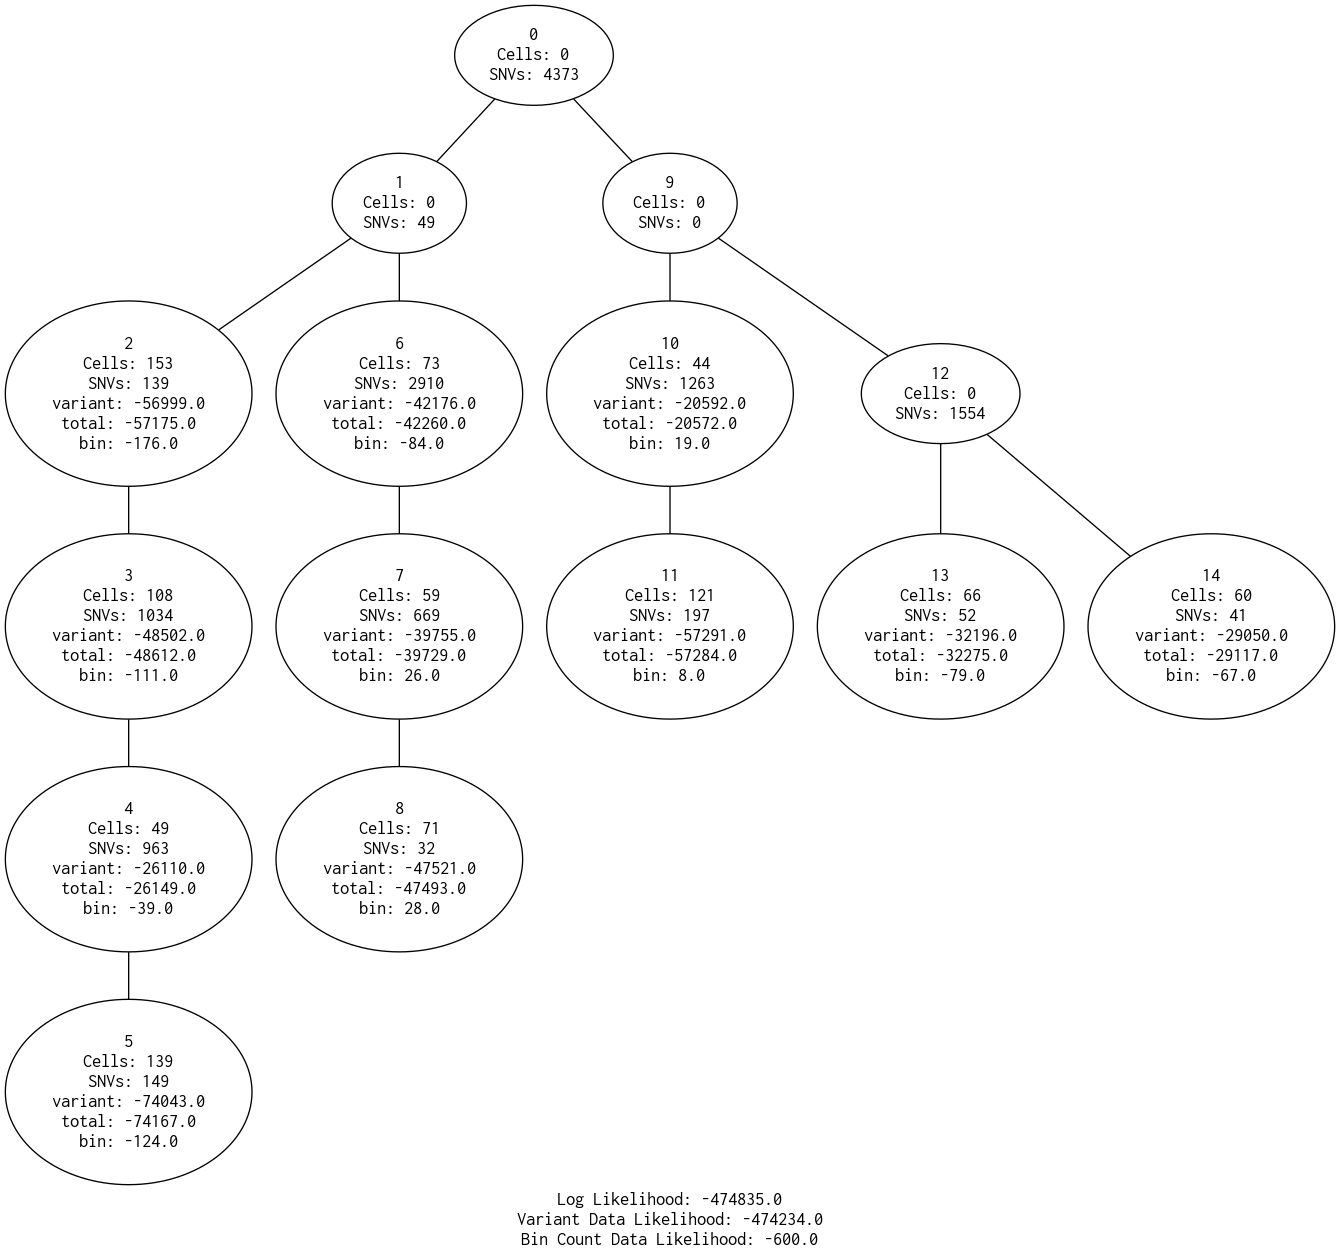 0
Cells: 0
SNVs: 4373
1
Cells: 0
SNVs: 49
9
Cells: 0
SNVs: 0
2
Cells: 153
SNVs: 139
variant: -56999.0
total: -57175.0
bin: -176.0
6
Cells: 73
SNVs: 2910
variant: -42176.0
total: -42260.0
bin: -84.0
10
Cells: 44
SNVs: 1263
variant: -20592.0
total: -20572.0
bin: 19.0
12
Cells: 0
SNVs: 1554
3
Cells: 108
SNVs: 1034
variant: -48502.0
total: -48612.0
bin: -111.0
7
Cells: 59
SNVs: 669
variant: -39755.0
total: -39729.0
bin: 26.0
11
Cells: 121
SNVs: 197
variant: -57291.0
total: -57284.0
bin: 8.0
13
Cells: 66
SNVs: 52
variant: -32196.0
total: -32275.0
bin: -79.0
14
Cells: 60
SNVs: 41
variant: -29050.0
total: -29117.0
bin: -67.0
4
Cells: 49
SNVs: 963
variant: -26110.0
total: -26149.0
bin: -39.0
8
Cells: 71
SNVs: 32
variant: -47521.0
total: -47493.0
bin: 28.0
5
Cells: 139
SNVs: 149
variant: -74043.0
total: -74167.0
bin: -124.0
Log Likelihood: -474835.0
Variant Data Likelihood: -474234.0
Bin Count Data Likelihood: -600.0